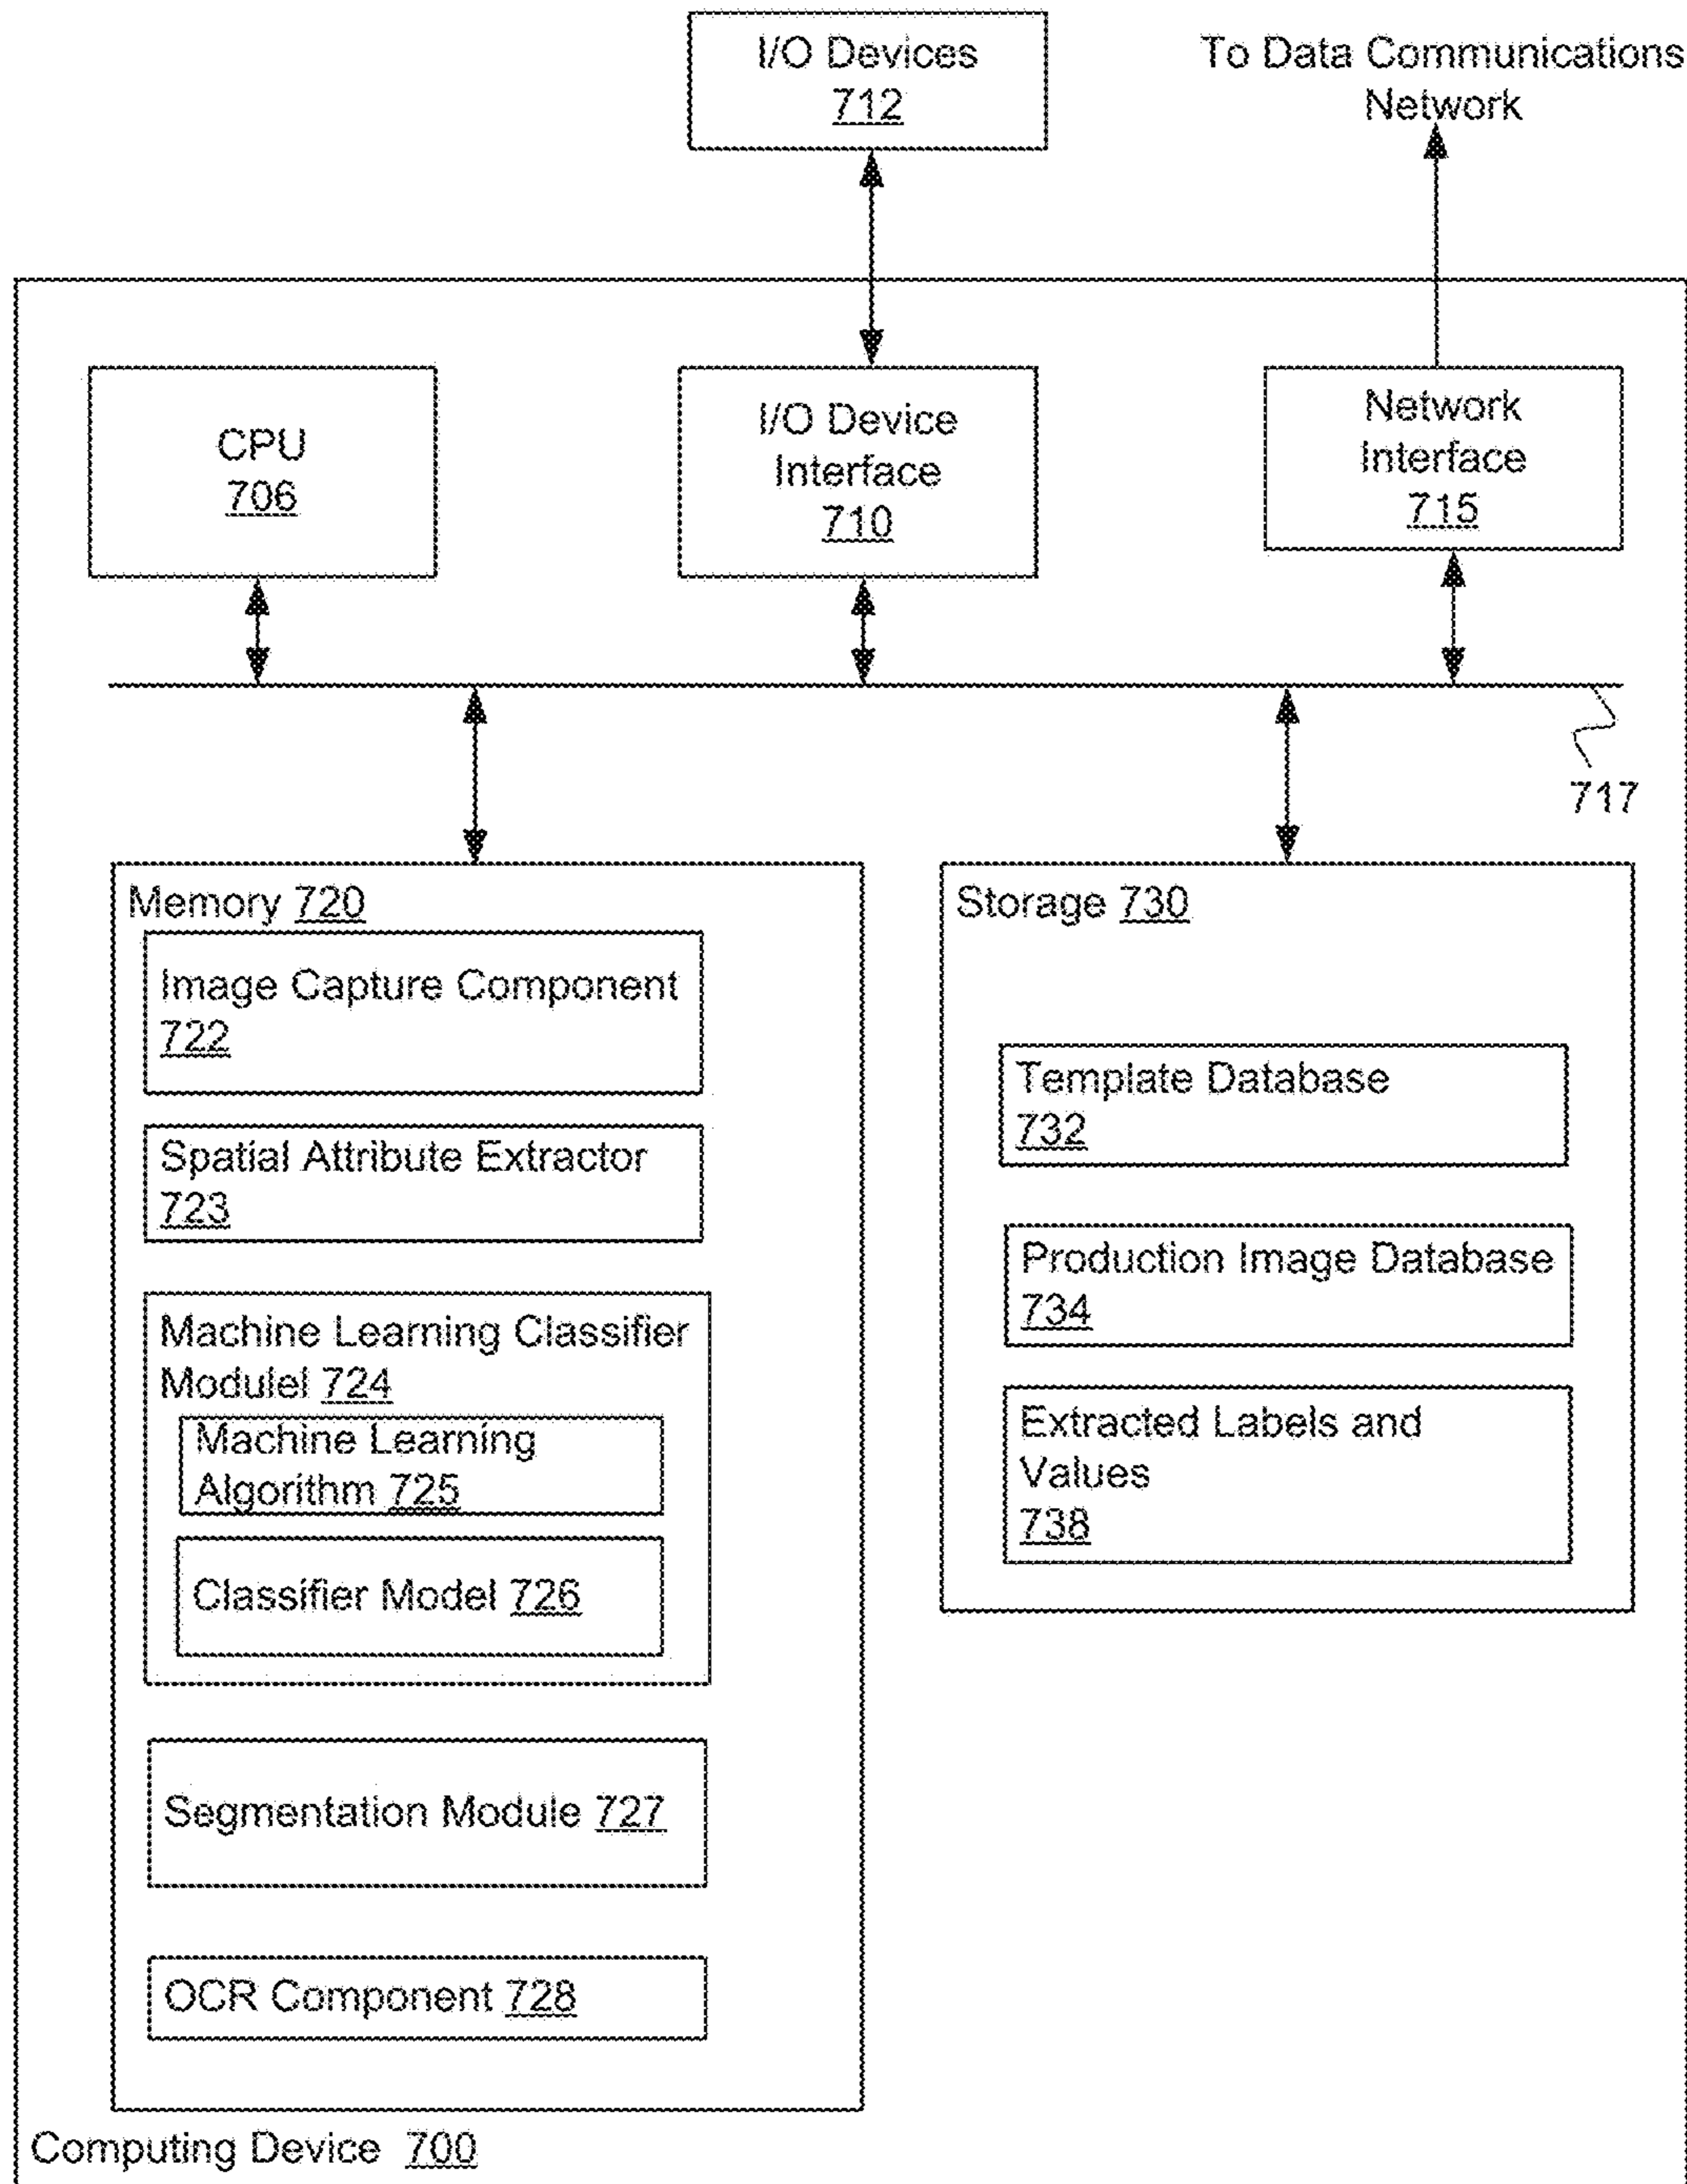 I/O Devices
712
To Data Communications
Network
CPU
706
I/O Device
Interface
710
Network
Interface
715
717
Memory 720
Image Capture Component
722
Spatial Attribute Extractor
723
Machine Learning Classifier
Modulel 724
Machine Learning
Algorithm 725
Classifier Model 726
Segmentation Module 727
OCR Component 728
Storage 730
Template Database
732
Production Image Database
734
Extracted Labels and
Values
738
Computing Device 700